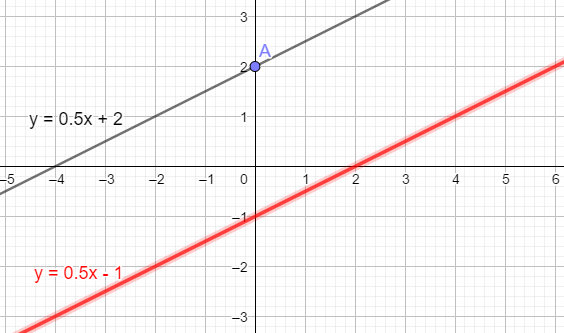 3
A
2
y = 0.5x + 2
1
–5 –4 –3 –2 –1 0 1 2 3 4 5 6
–1
y = 0.5x - 1
–2
–3